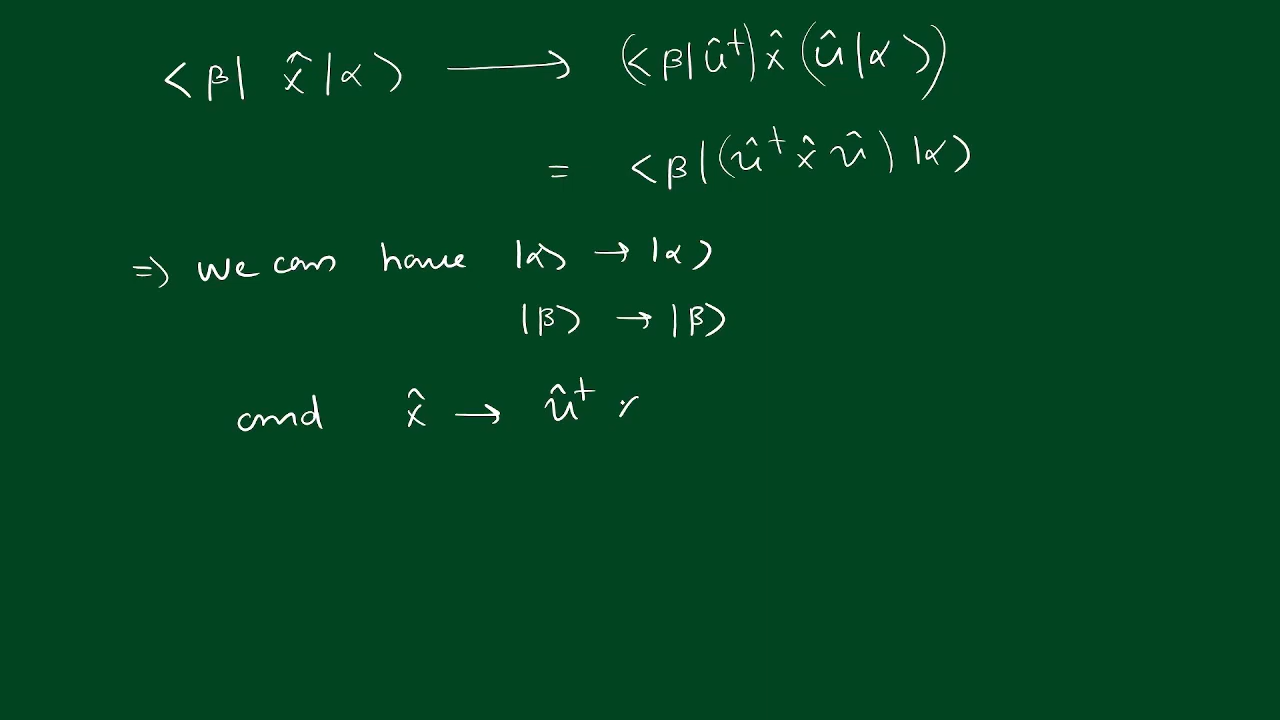 <β| x̂ |α> ⟶ (<β|û†) x̂ (û|α>)
= <β|(û† x̂ û) |α>
⇒ we can have |α> → |α>
|β> → |β>
and x̂ → û†